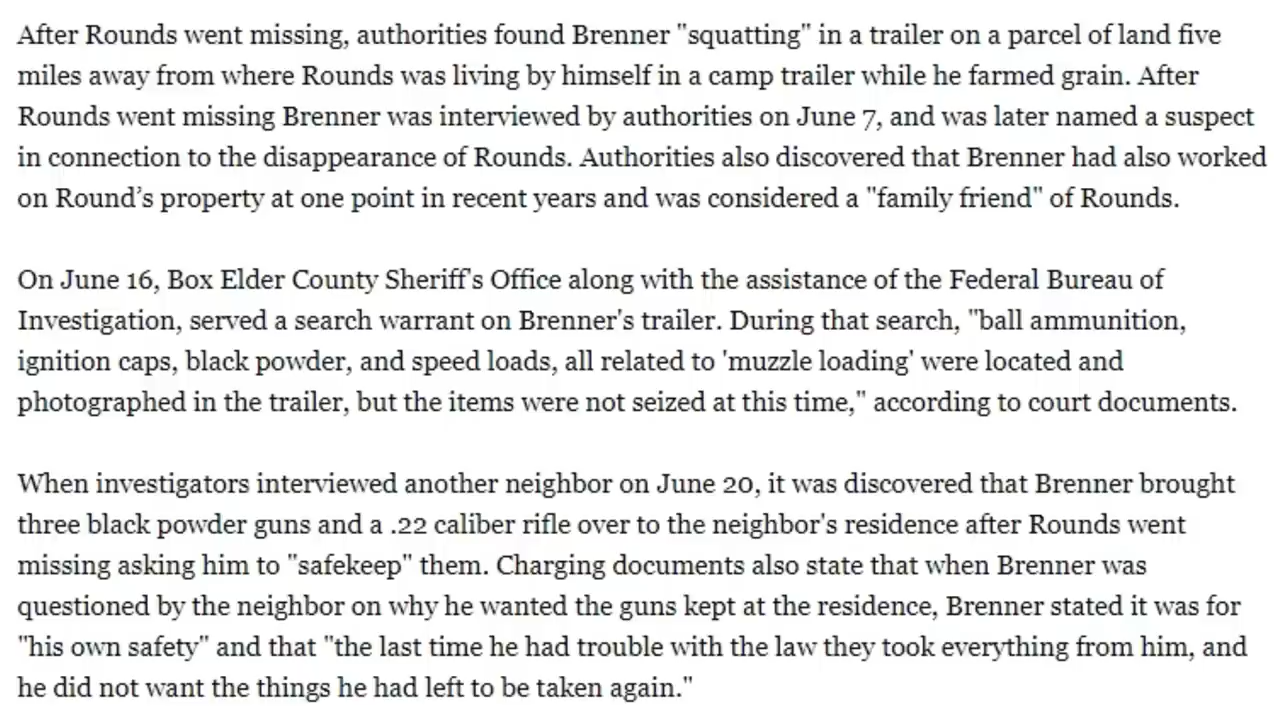 After Rounds went missing, authorities found Brenner "squatting" in a trailer on a parcel of land five
miles away from where Rounds was living by himself in a camp trailer while he farmed grain. After
Rounds went missing Brenner was interviewed by authorities on June 7, and was later named a suspect
in connection to the disappearance of Rounds. Authorities also discovered that Brenner had also worked
on Round’s property at one point in recent years and was considered a "family friend" of Rounds.
On June 16, Box Elder County Sheriff's Office along with the assistance of the Federal Bureau of
Investigation, served a search warrant on Brenner's trailer. During that search, "ball ammunition,
ignition caps, black powder, and speed loads, all related to 'muzzle loading' were located and
photographed in the trailer, but the items were not seized at this time," according to court documents.
When investigators interviewed another neighbor on June 20, it was discovered that Brenner brought
three black powder guns and a .22 caliber rifle over to the neighbor's residence after Rounds went
missing asking him to "safekeep" them. Charging documents also state that when Brenner was
questioned by the neighbor on why he wanted the guns kept at the residence, Brenner stated it was for
"his own safety" and that "the last time he had trouble with the law they took everything from him, and
he did not want the things he had left to be taken again."